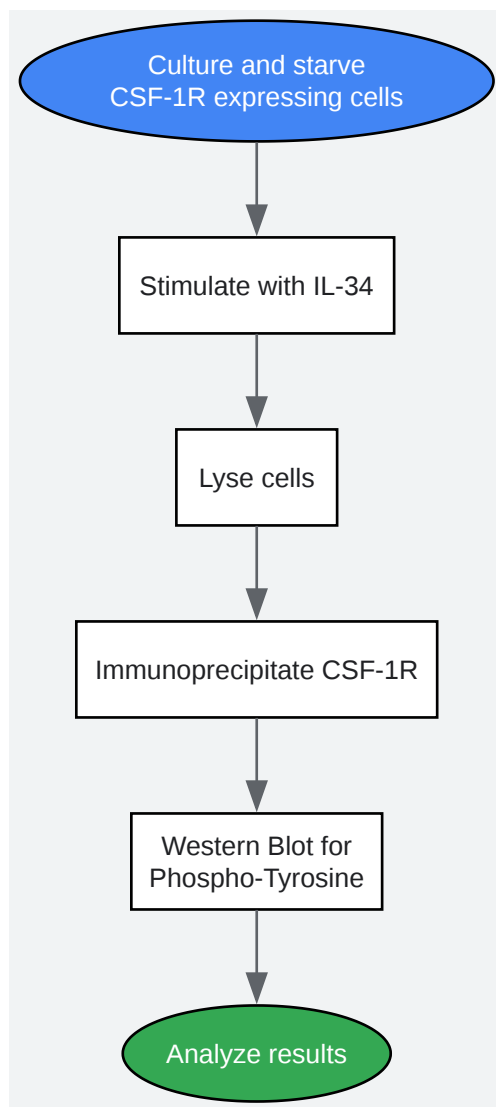 Culture and starve
CSF-1R expressing cells
Stimulate with IL-34
Lyse cells
Immunoprecipitate CSF-1R
Western Blot for
Phospho-Tyrosine
Analyze results